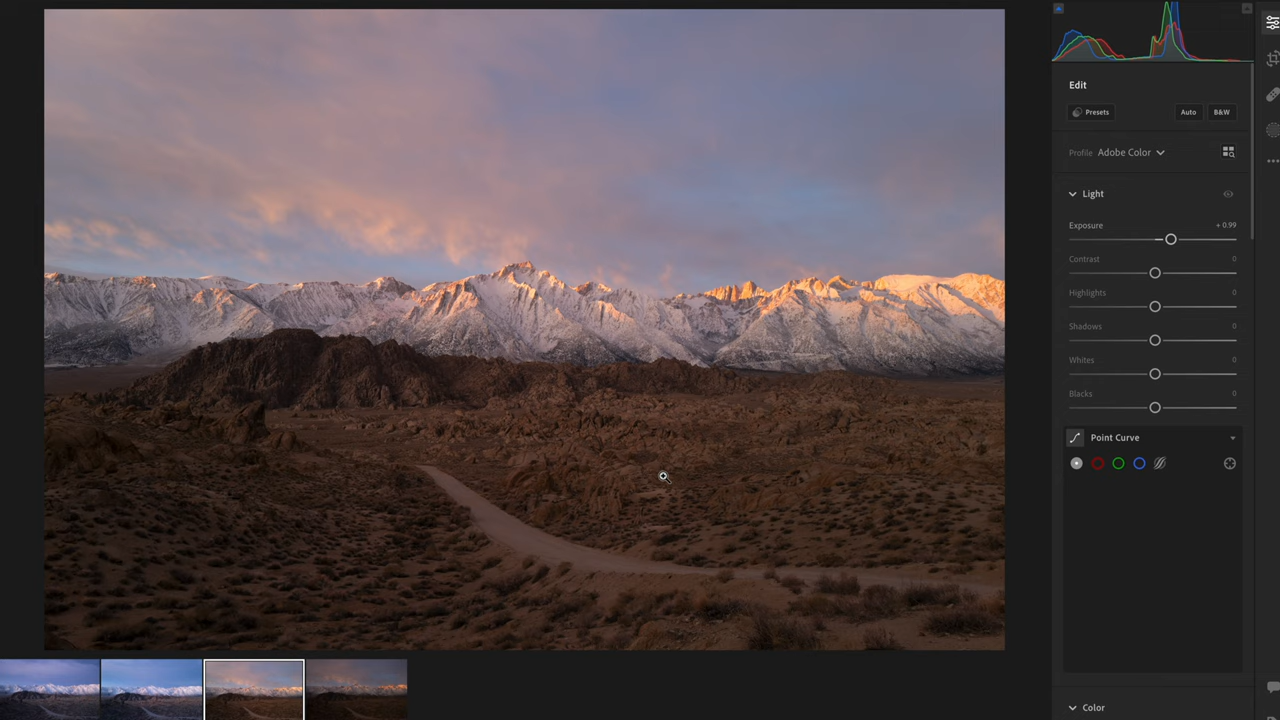 Edit
Presets
Auto
B&W
Profile Adobe Color
Light
Exposure + 0.99
Contrast 0
Highlights 0
Shadows 0
Whites 0
Blacks 0
Point Curve
Color